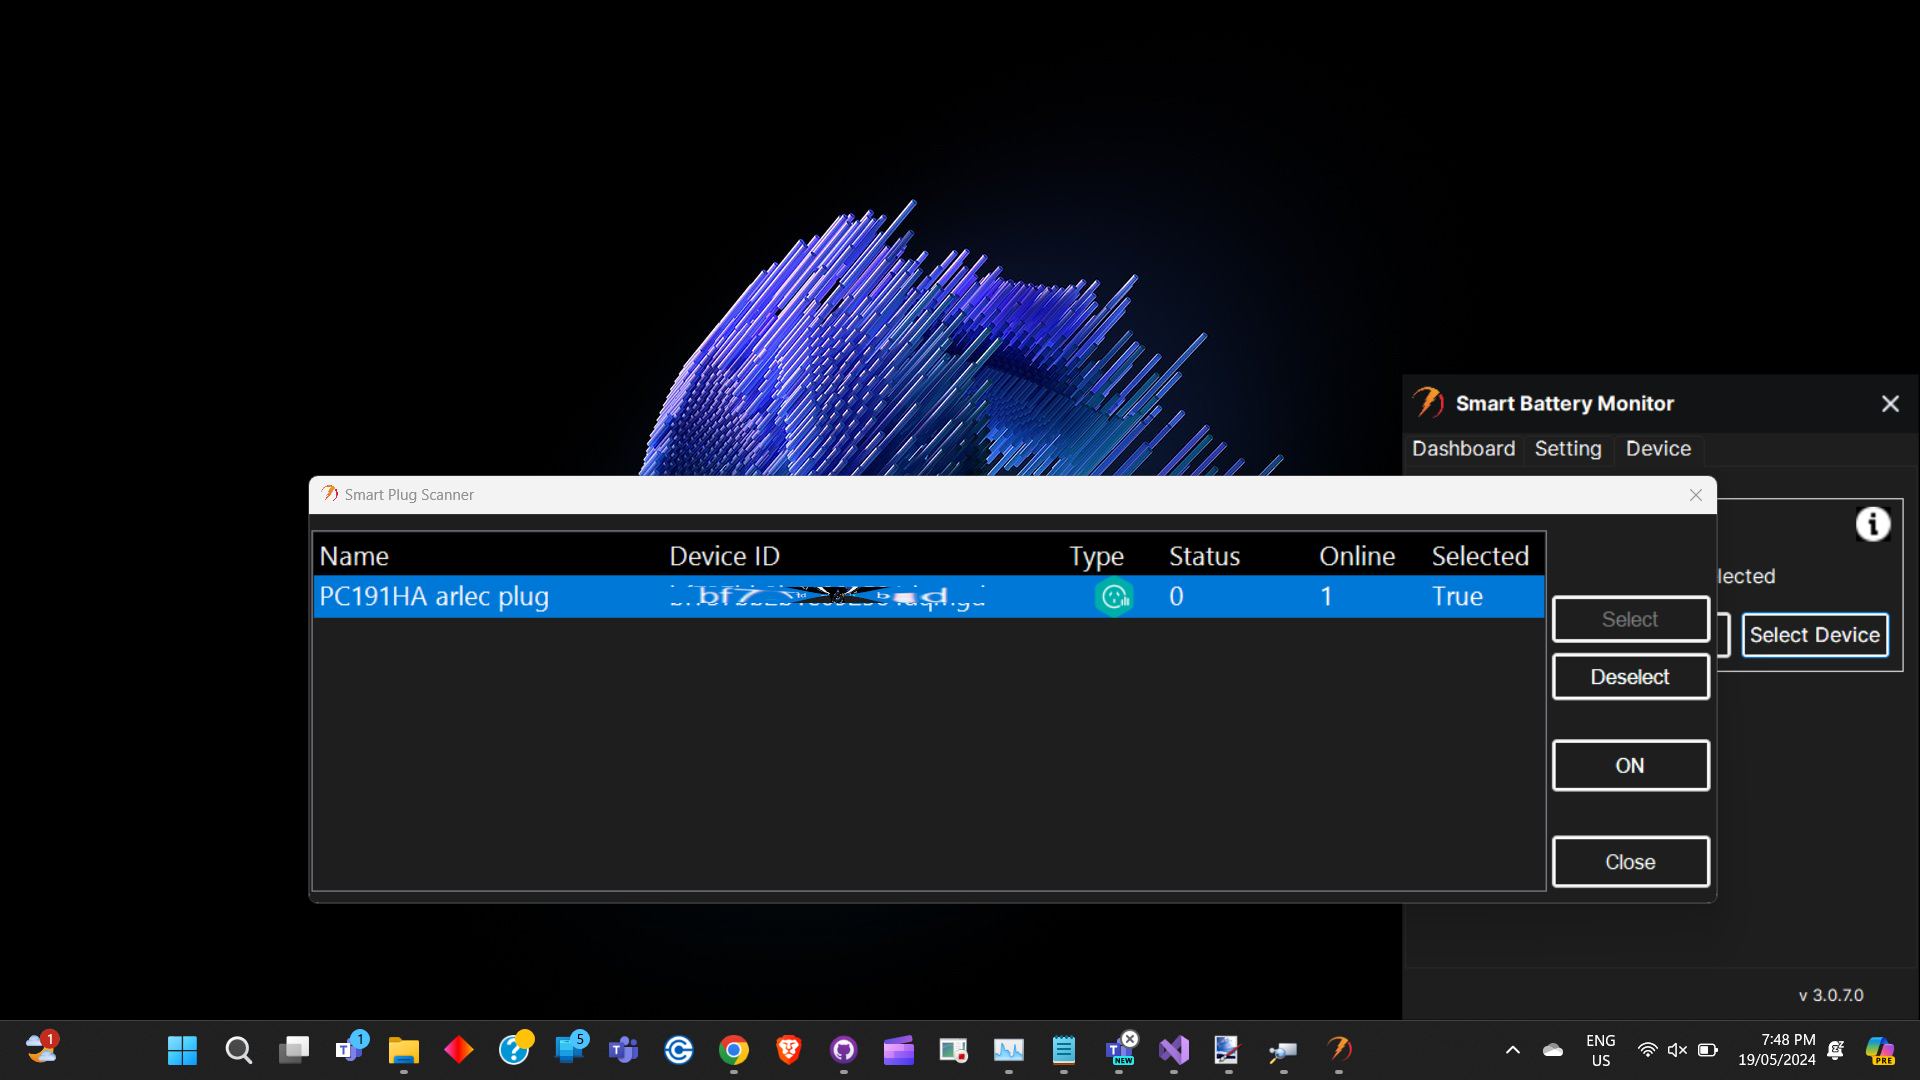 Smart Battery Monitor
Dashboard Setting Device
Smart Plug Scanner
Name Device ID Type Status Online Selected
PC191HA arlec plug 0 1 True
lected
Select
Select Device
Deselect
ON
Close
v 3.0.7.0
1
1
5
NEW
ENG
US
7:48 PM
19/05/2024
PRE